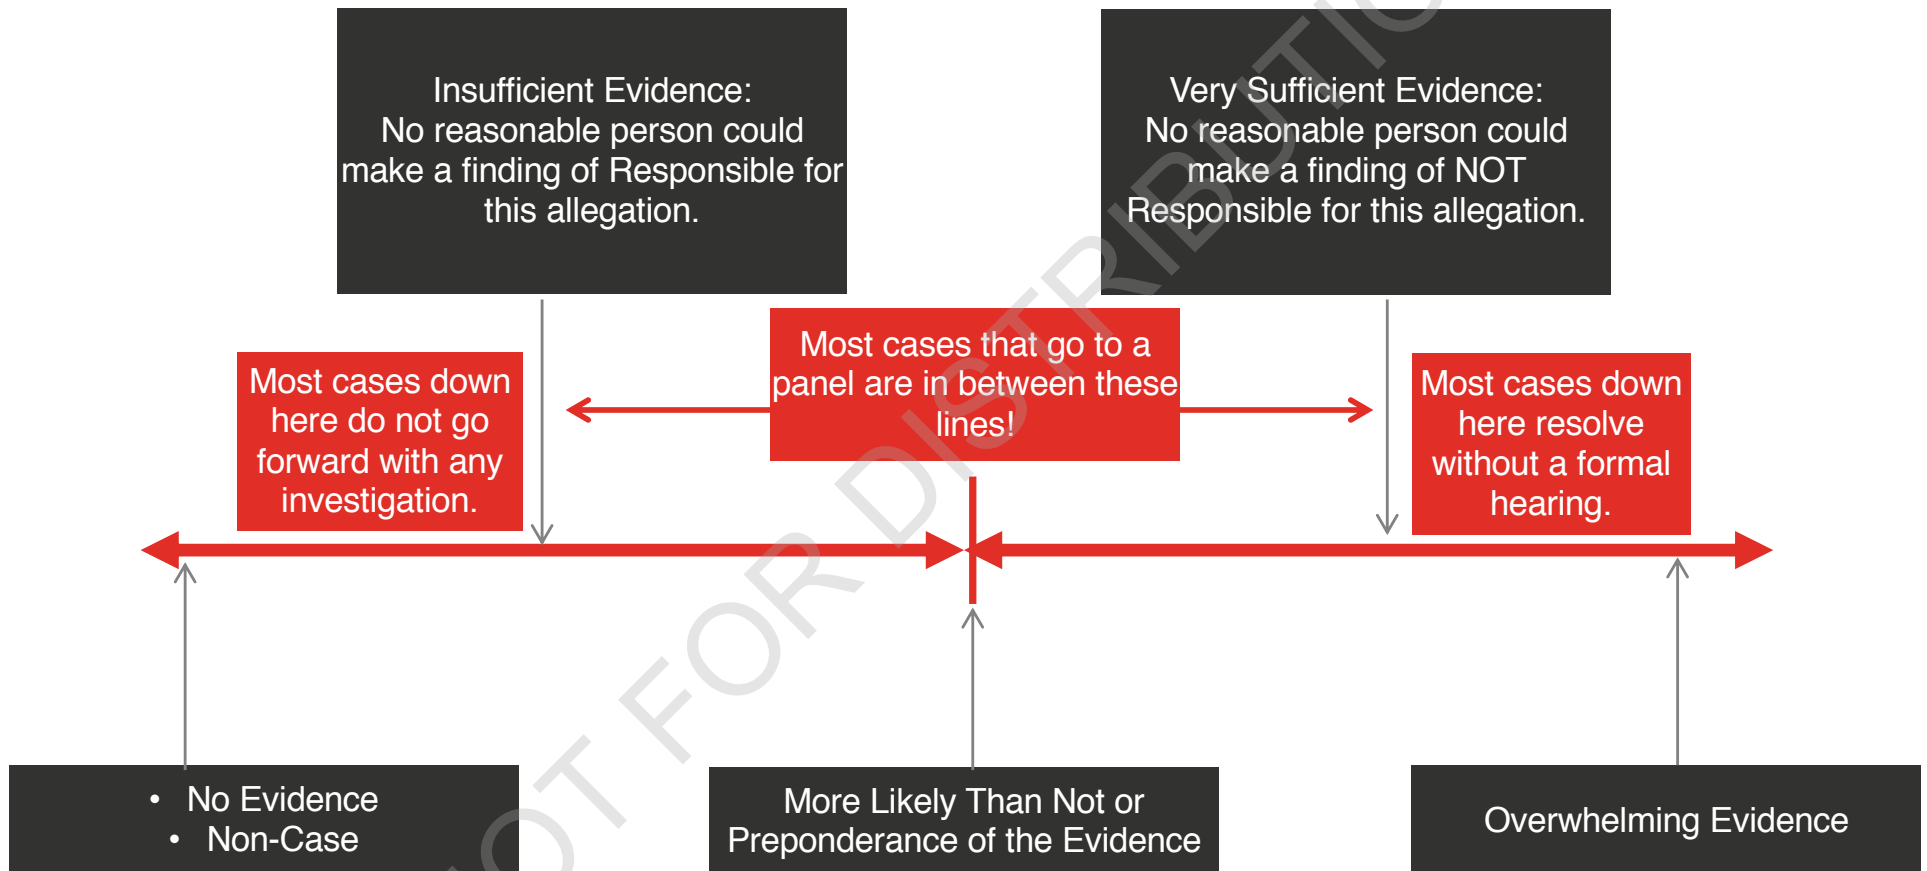 Insufficient Evidence:
No reasonable person could
make a finding of Responsible for
this allegation.
Very Sufficient Evidence:
No reasonable person could
make a finding of NOT
Responsible for this allegation.
Most cases that go to a
panel are in between these
lines!
Most cases down
here do not go
forward with any
investigation.
Most cases down
here resolve
without a formal
hearing.
• No Evidence
• Non-Case
More Likely Than Not or
Preponderance of the Evidence
Overwhelming Evidence
OT FOR DISTRIBUTIO